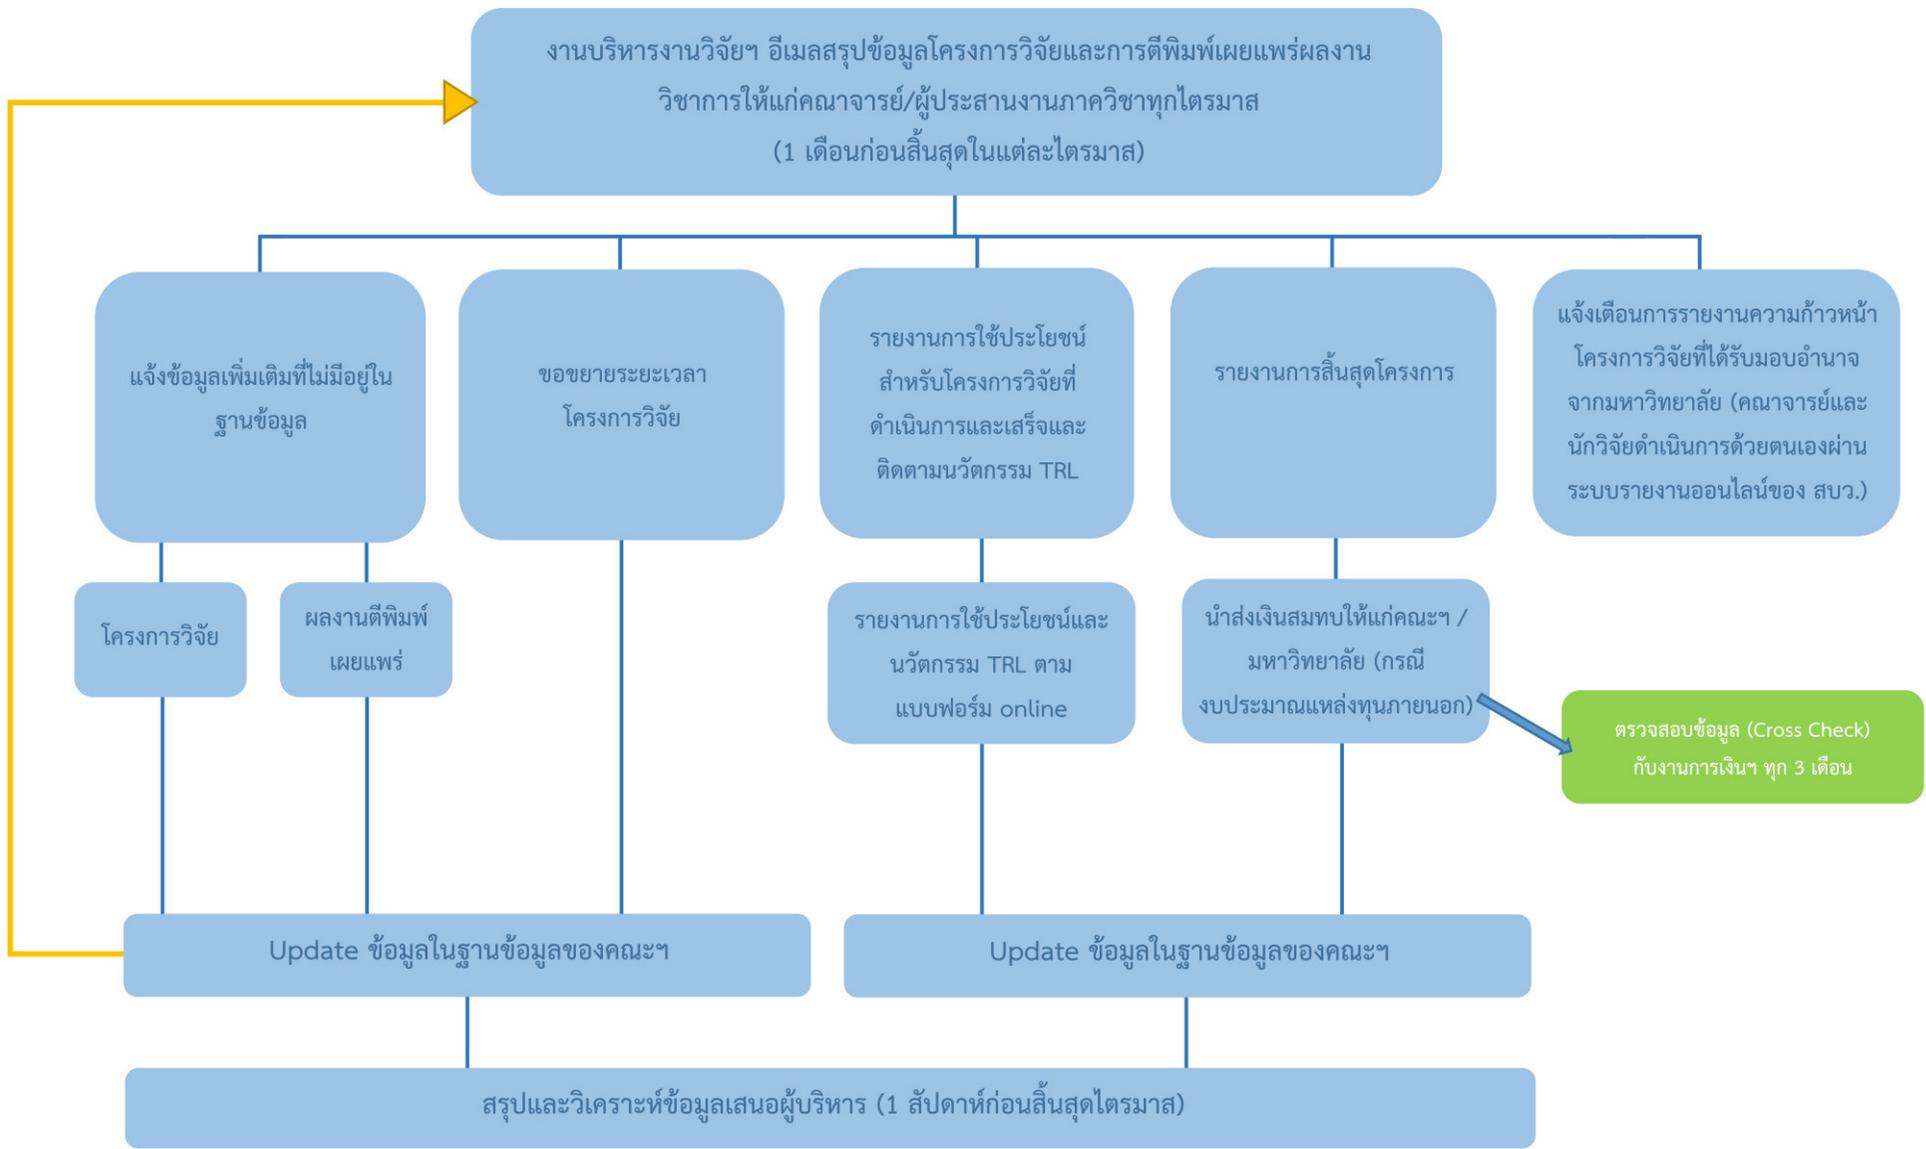 งานบริหารงานวิจัยฯ อีเมลสรุปข้อมูลโครงการวิจัยและการตีพิมพ์เผยแพร่ผลงาน
วิชาการให้แก่คณาจารย์/ผู้ประสานงานภาควิชาทุกไตรมาส
(1 เดือนก่อนสิ้นสุดในแต่ละไตรมาส)
แจ้งข้อมูลเพิ่มเติมที่ไม่มีอยู่ใน
ฐานข้อมูล
ขอขยายระยะเวลา
โครงการวิจัย
รายงานการใช้ประโยชน์
สำหรับโครงการวิจัยที่
ดำเนินการและเสร็จและ
ติดตามนวัตกรรม TRL
รายงานการสิ้นสุดโครงการ
แจ้งเตือนการรายงานความก้าวหน้า
โครงการวิจัยที่ได้รับมอบอำนาจ
จากมหาวิทยาลัย (คณาจารย์และ
นักวิจัยดำเนินการด้วยตนเองผ่าน
ระบบรายงานออนไลน์ของ สบว.)
โครงการวิจัย
ผลงานตีพิมพ์
เผยแพร่
รายงานการใช้ประโยชน์และ
นวัตกรรม TRL ตาม
แบบฟอร์ม online
นำส่งเงินสมทบให้แก่คณะฯ /
มหาวิทยาลัย (กรณี
งบประมาณแหล่งทุนภายนอก)
ตรวจสอบข้อมูล (Cross Check)
กับงานการเงินฯ ทุก 3 เดือน
Update ข้อมูลในฐานข้อมูลของคณะฯ
Update ข้อมูลในฐานข้อมูลของคณะฯ
สรุปและวิเคราะห์ข้อมูลเสนอผู้บริหาร (1 สัปดาห์ก่อนสิ้นสุดไตรมาส)